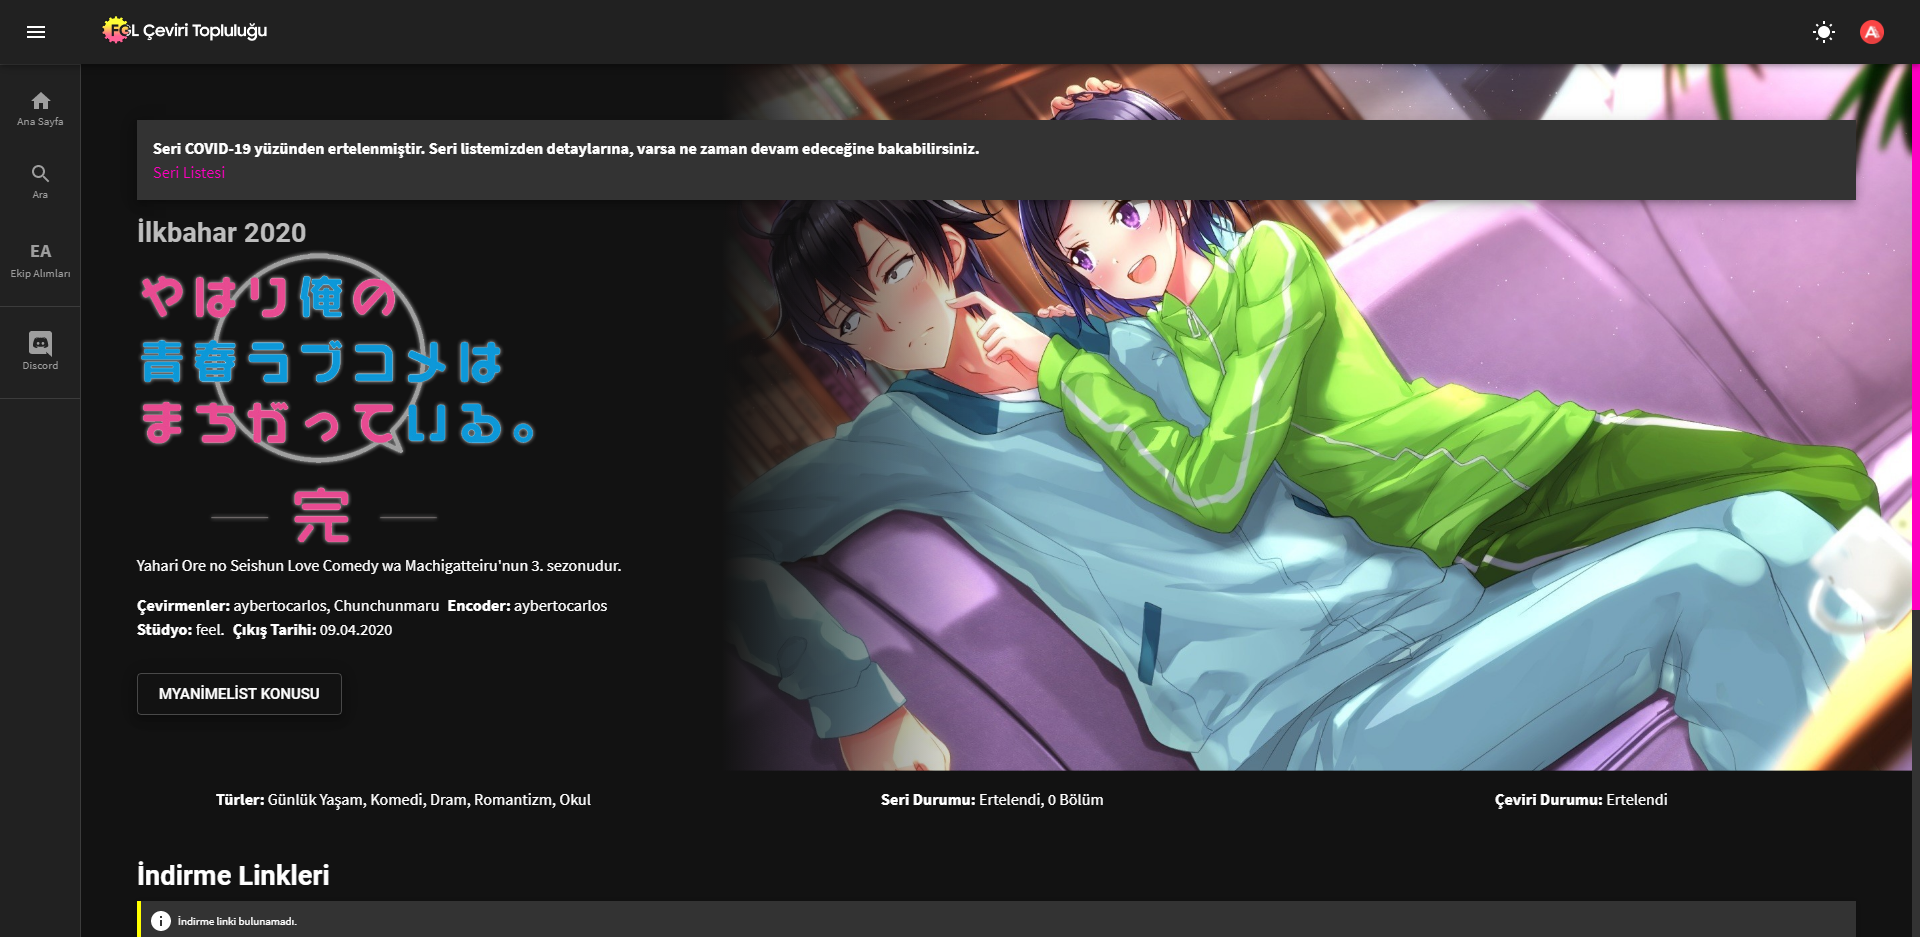 FGL Çeviri Topluluğu
Ana Sayfa
Ara
EA
Ekip Alımları
Discord
Seri COVID-19 yüzünden ertelenmiştir. Seri listemizden detaylarına, varsa ne zaman devam edeceğine bakabilirsiniz.
Seri Listesi
İlkbahar 2020
やはり俺の
青春ラブコメは
まちがっている。
完
Yahari Ore no Seishun Love Comedy wa Machigatteiru'nun 3. sezonudur.
Çevirmenler: aybertocarlos, Chunchunmaru Encoder: aybertocarlos
Stüdyo: feel. Çıkış Tarihi: 09.04.2020
MYANİMELİST KONUSU
Türler: Günlük Yaşam, Komedi, Dram, Romantizm, Okul
Seri Durumu: Ertelendi, 0 Bölüm
Çeviri Durumu: Ertelendi
İndirme Linkleri
İndirme linki bulunamadı.